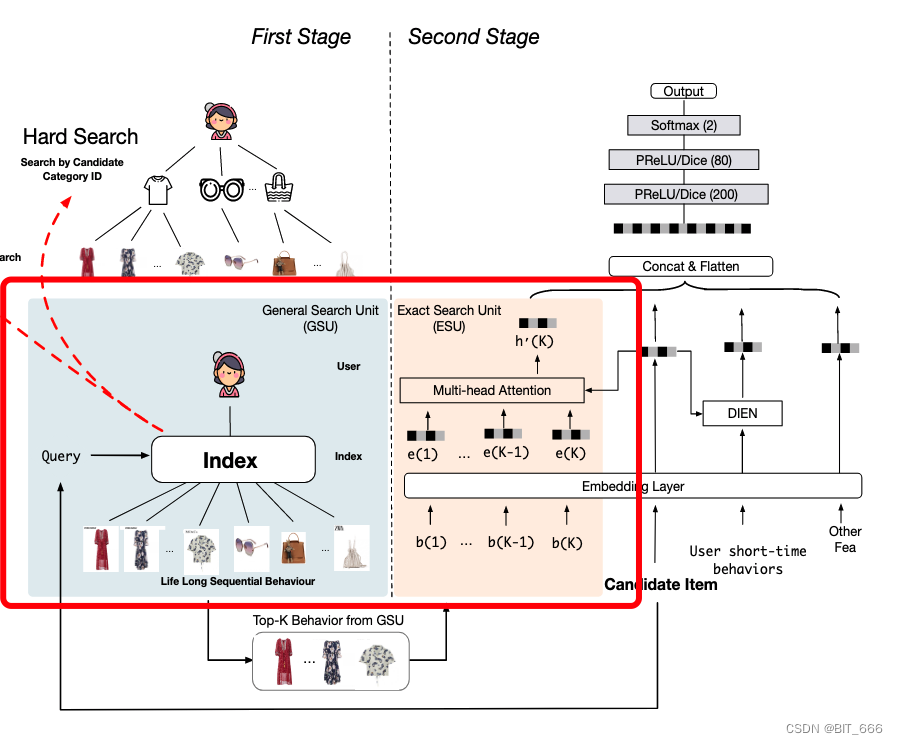 First Stage
Second Stage
Hard Search
Search by Candidate
Category ID
arch
...
...
...
Output
Softmax (2)
PReLU/Dice (80)
PReLU/Dice (200)
Concat & Flatten
General Search Unit
(GSU)
User
Query
Index
Index
...
...
Life Long Sequential Behaviour
Exact Search Unit
(ESU)
h'(K)
Multi-head Attention
e(1) ... e(K-1) e(K)
DIEN
Embedding Layer
b(1) ... b(K-1) b(K)
Candidate Item
User short-time
behaviors
Other
Fea
Top-K Behavior from GSU
...
CSDN @BIT_666